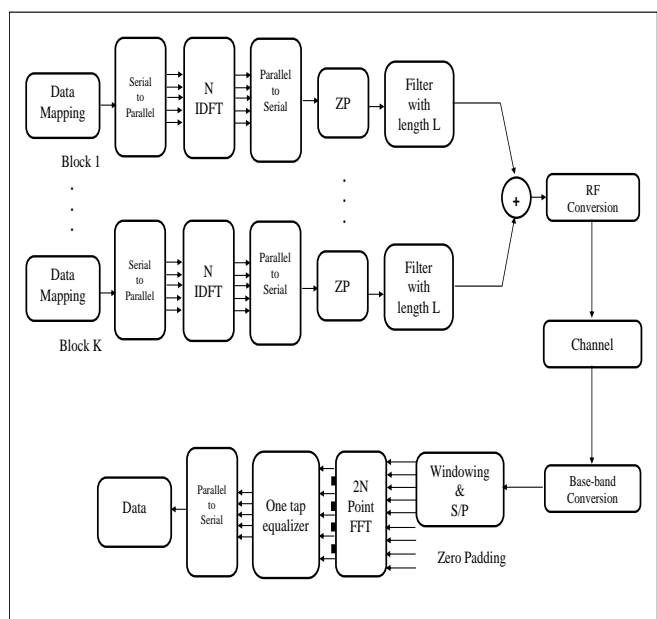 Data
Mapping
Serial
to
Parallel
N
IDFT
Parallel
to
Serial
ZP
Filter
with
length L
Block 1
+
RF
Conversion
Data
Mapping
Serial
to
Parallel
N
IDFT
Parallel
to
Serial
ZP
Filter
with
length L
Block K
Channel
Data
Parallel
to
Serial
One tap
equalizer
2N
Point
FFT
Windowing
&
S/P
Base-band
Conversion
Zero Padding